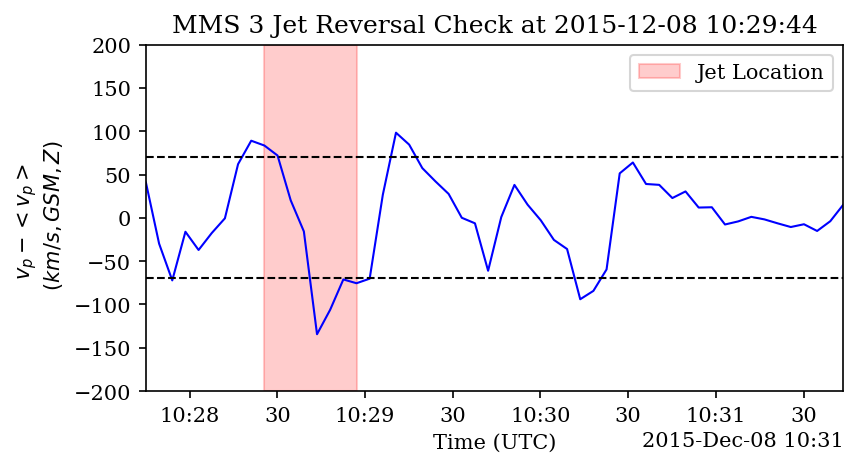 MMS 3 Jet Reversal Check at 2015-12-08 10:29:44
200
150
100
50
0
−50
−100
−150
−200
v_p − < v_p >
(km/s, GSM, Z)
Jet Location
10:28 30 10:29 30 10:30 30 10:31 30
Time (UTC)
2015-Dec-08 10:31